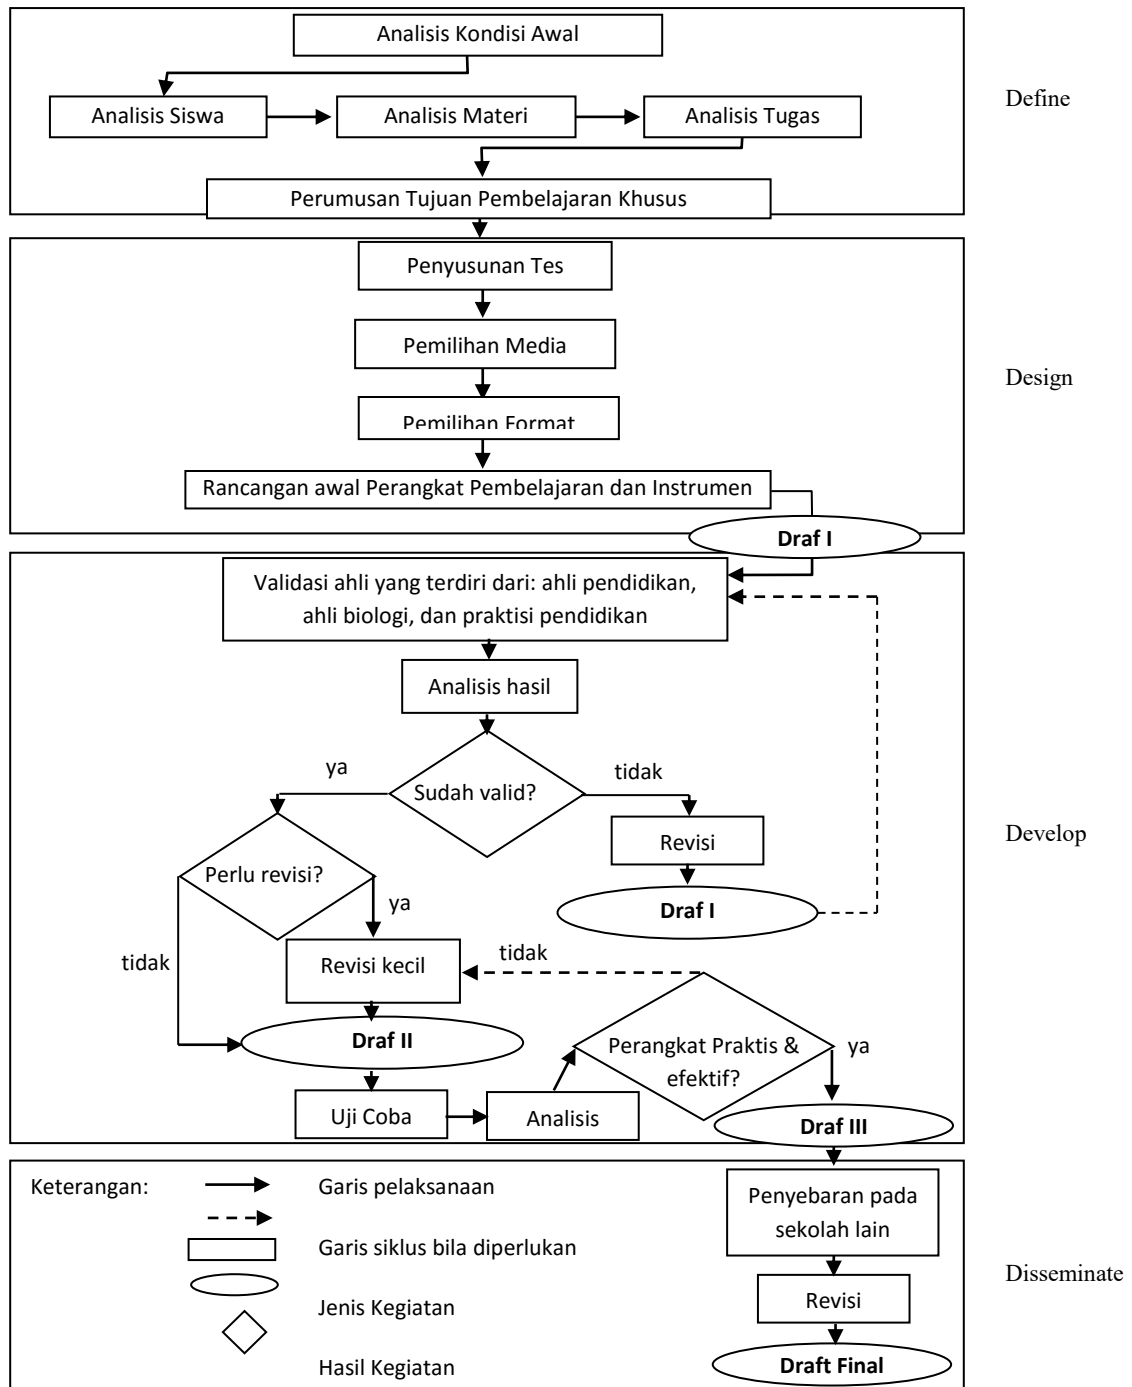 Analisis Kondisi Awal
Analisis Siswa
Analisis Materi
Analisis Tugas
Perumusan Tujuan Pembelajaran Khusus
Define
Penyusunan Tes
Pemilihan Media
Pemilihan Format
Rancangan awal Perangkat Pembelajaran dan Instrumen
Draf I
Design
Validasi ahli yang terdiri dari: ahli pendidikan,
ahli biologi, dan praktisi pendidikan
Analisis hasil
Sudah valid?
ya
tidak
Revisi
Draf I
Perlu revisi?
ya
tidak
Revisi kecil
Draf II
Uji Coba
Analisis
tidak
Perangkat Praktis &
efektif?
ya
Draf III
Develop
Keterangan:
Garis pelaksanaan
Garis siklus bila diperlukan
Jenis Kegiatan
Hasil Kegiatan
Penyebaran pada
sekolah lain
Revisi
Draft Final
Disseminate